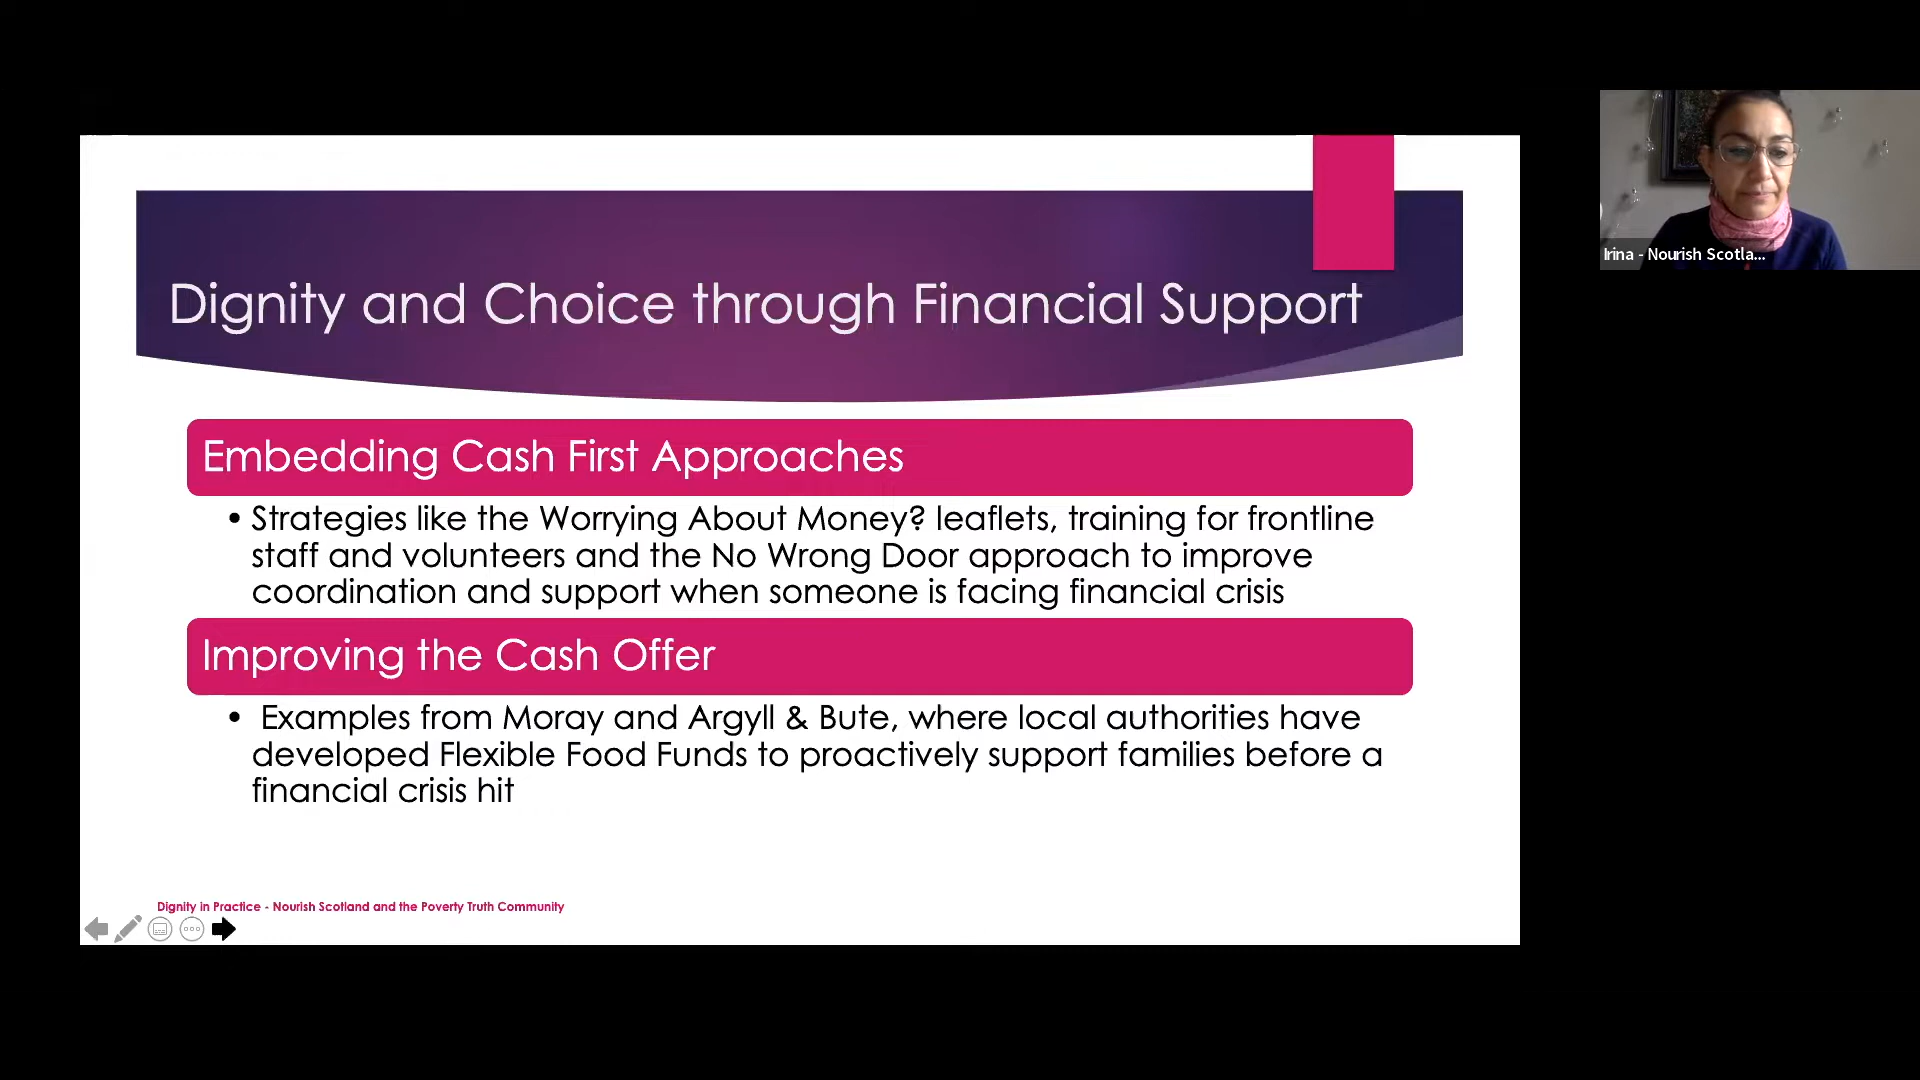 Dignity and Choice through Financial Support
Embedding Cash First Approaches
• Strategies like the Worrying About Money? leaflets, training for frontline
staff and volunteers and the No Wrong Door approach to improve
coordination and support when someone is facing financial crisis
Improving the Cash Offer
• Examples from Moray and Argyll & Bute, where local authorities have
developed Flexible Food Funds to proactively support families before a
financial crisis hit
Dignity in Practice - Nourish Scotland and the Poverty Truth Community
Irina - Nourish Scotla...